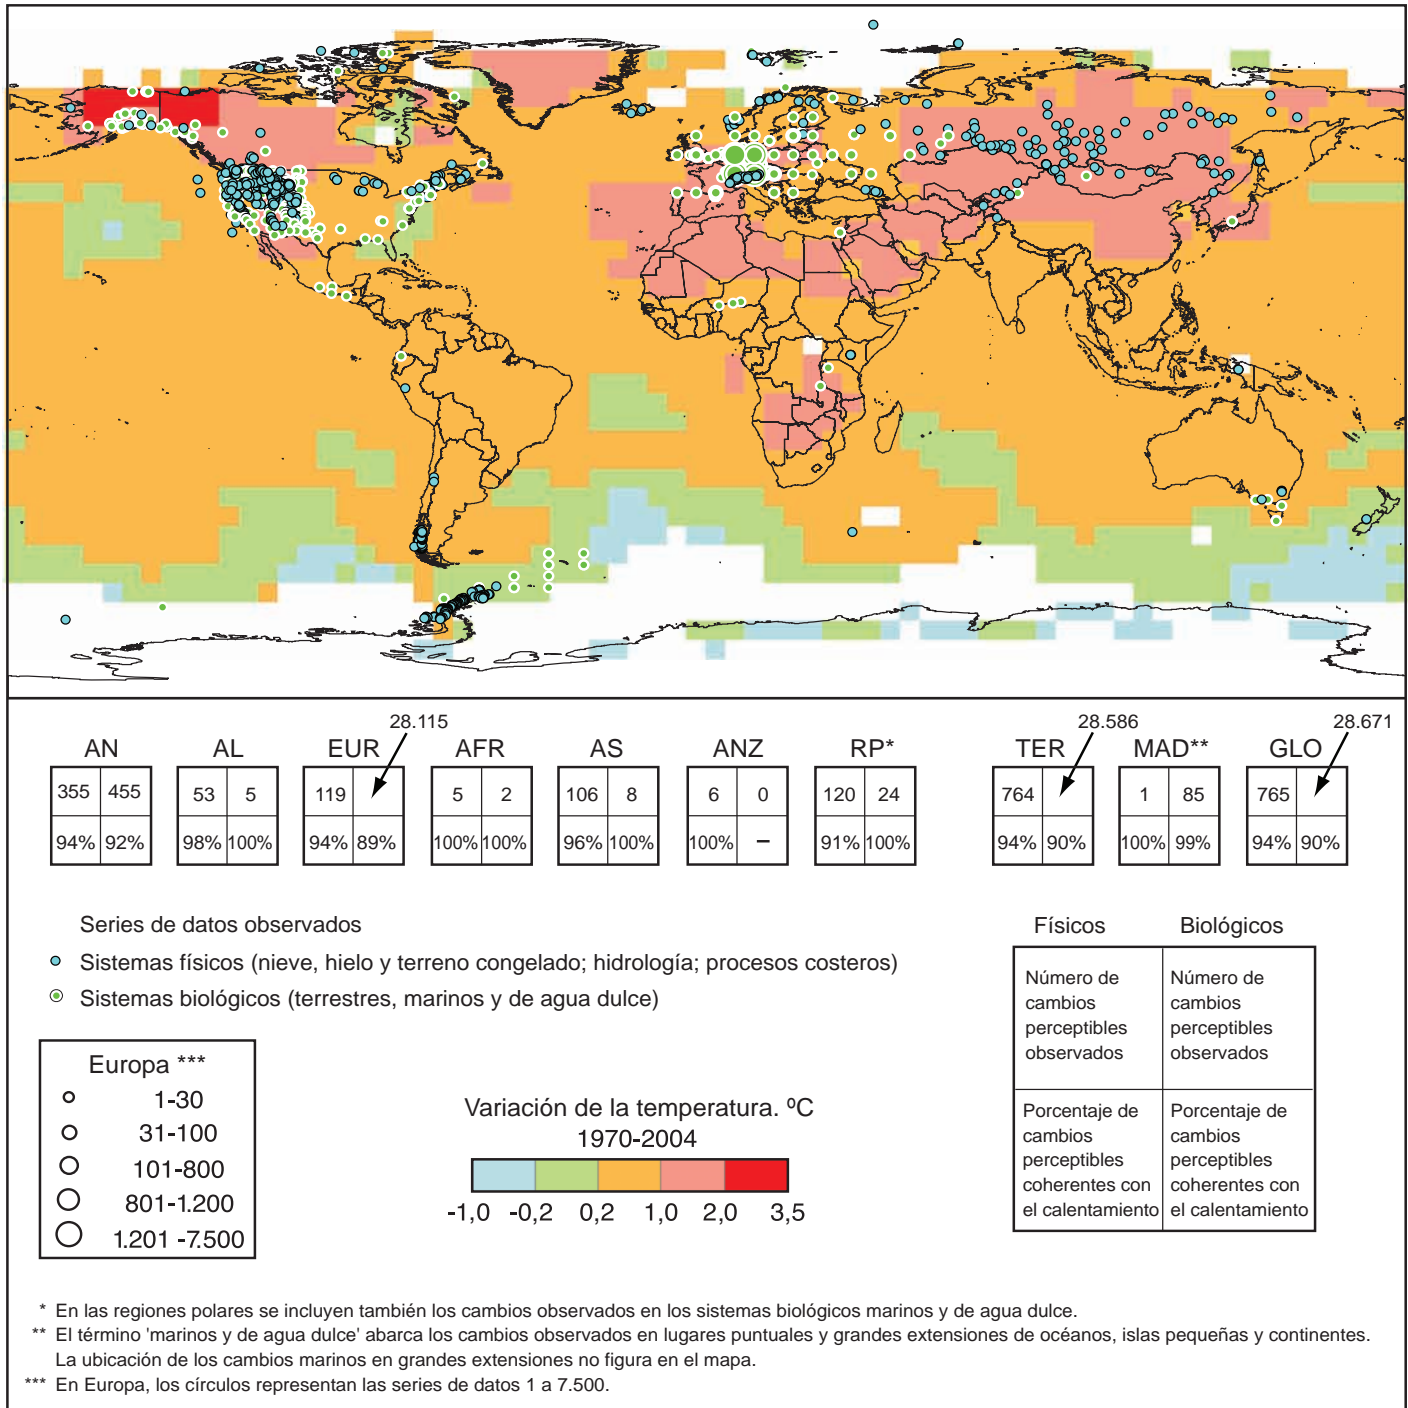 28.115 28.586 28.671
AN AL EUR AFR AS ANZ RP* TER MAD** GLO
355 455 53 5 119 5 2 106 8 6 0 120 24 764 1 85 765
94% 92% 98% 100% 94% 89% 100% 100% 96% 100% 100% – 91% 100% 94% 90% 100% 99% 94% 90%
Series de datos observados
Sistemas físicos (nieve, hielo y terreno congelado; hidrología; procesos costeros)
Sistemas biológicos (terrestres, marinos y de agua dulce)
Europa ***
1-30
31-100
101-800
801-1.200
1.201 -7.500
Variación de la temperatura. ºC
1970-2004
-1,0 -0,2 0,2 1,0 2,0 3,5
Físicos Biológicos
Número de
cambios
perceptibles
observados
Número de
cambios
perceptibles
observados
Porcentaje de
cambios
perceptibles
coherentes con
el calentamiento
Porcentaje de
cambios
perceptibles
coherentes con
el calentamiento
* En las regiones polares se incluyen también los cambios observados en los sistemas biológicos marinos y de agua dulce.
** El término 'marinos y de agua dulce' abarca los cambios observados en lugares puntuales y grandes extensiones de océanos, islas pequeñas y continentes.
La ubicación de los cambios marinos en grandes extensiones no figura en el mapa.
*** En Europa, los círculos representan las series de datos 1 a 7.500.